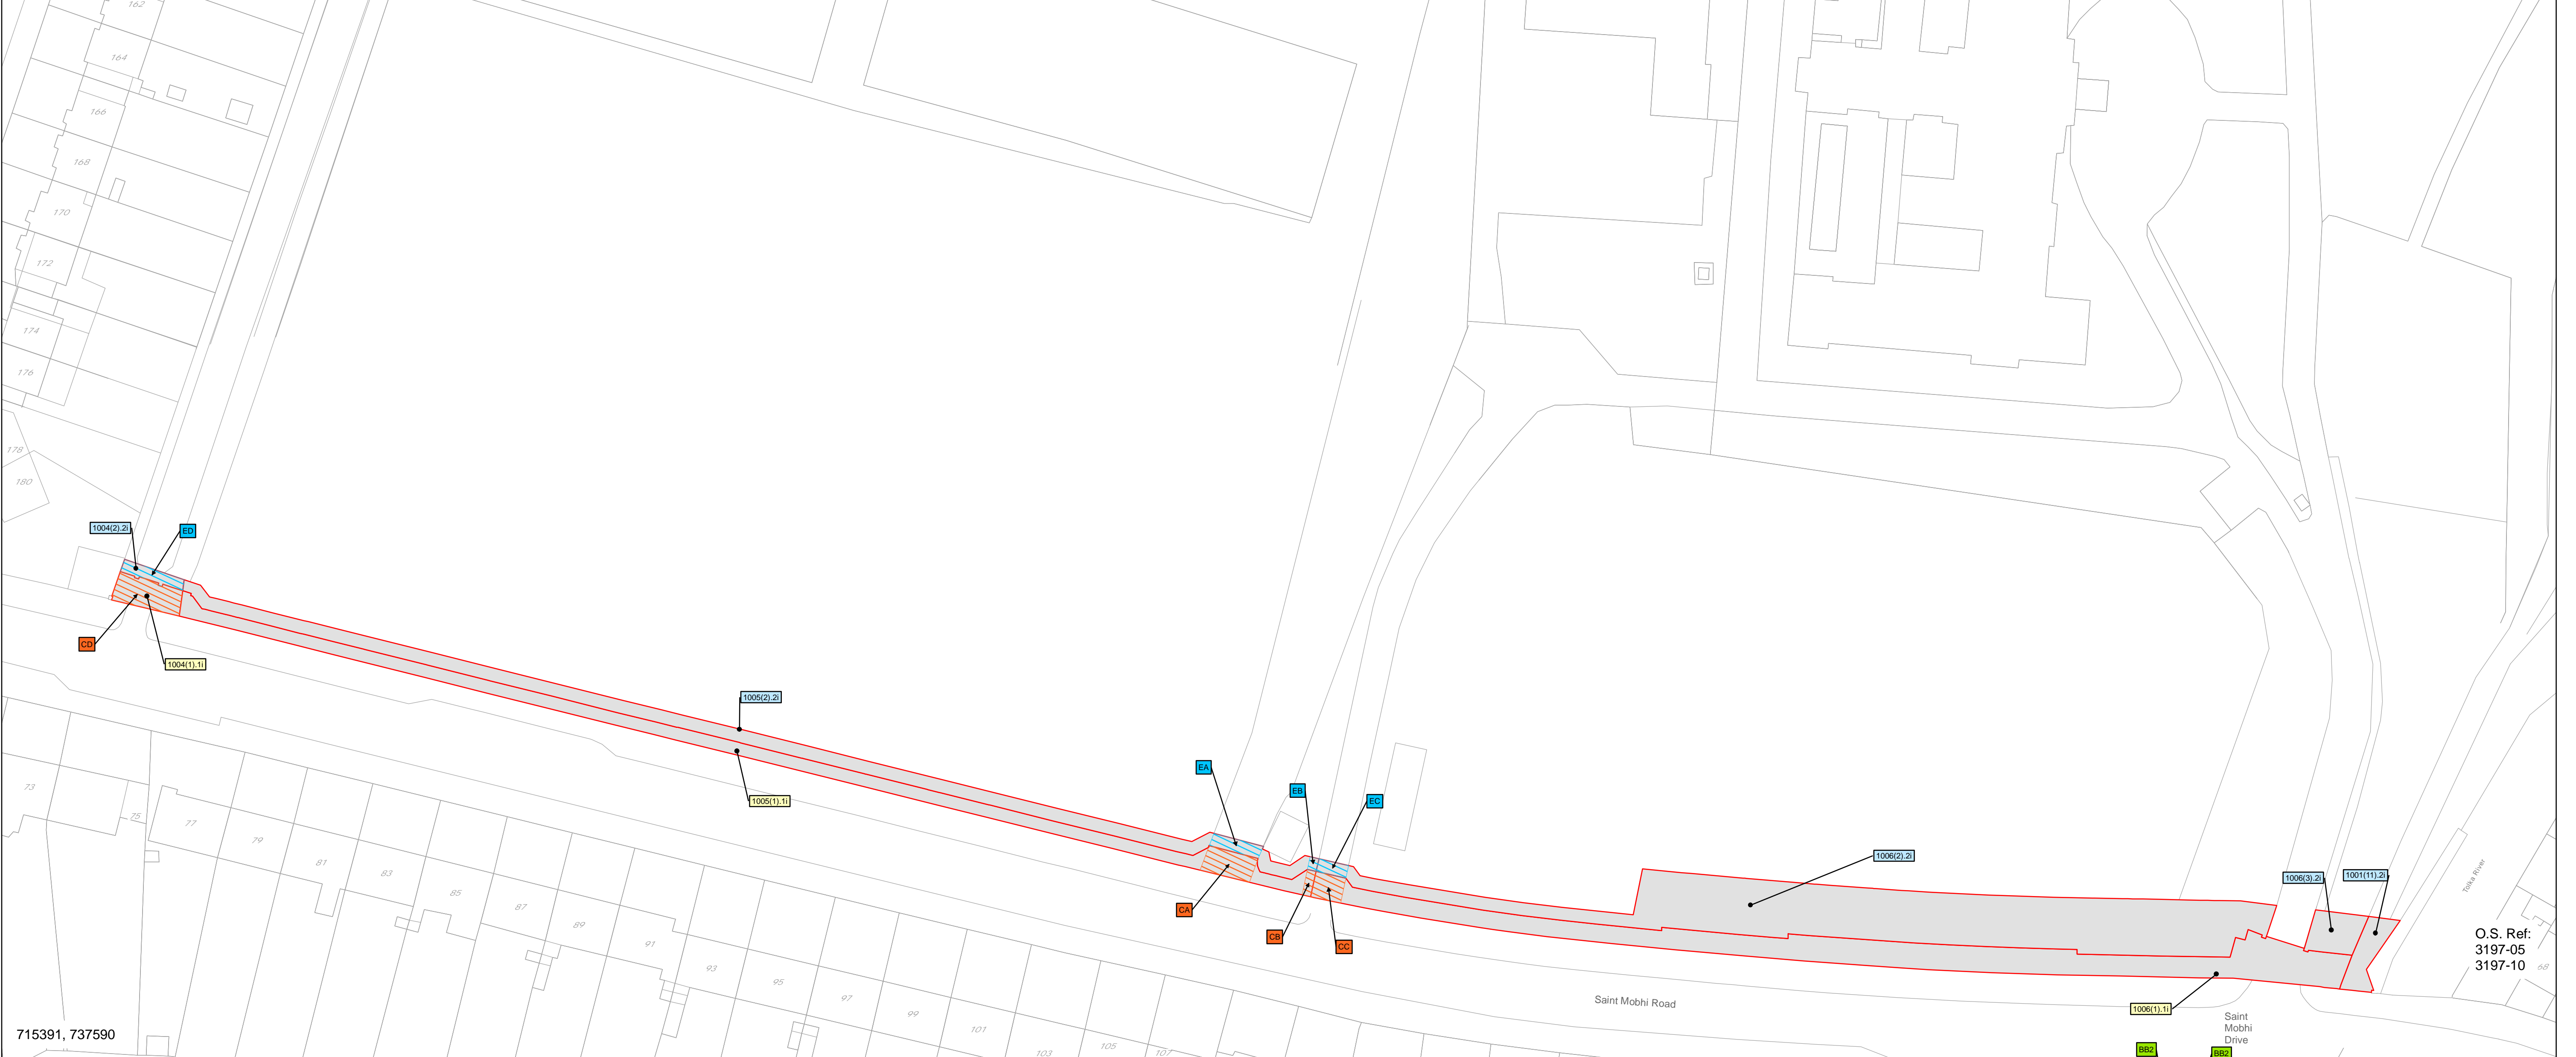 162
164
166
168
170
172
174
176
178
180
1004(2).2i
ED
CD
1004(1).1i
1005(2).2i
1005(1).1i
EA
EB
EC
CA
CB
CC
1006(2).2i
1006(3).2i
1001(11).2i
Tolka River
O.S. Ref:
3197-05
3197-10
68
73
75
77
79
81
83
85
87
89
91
93
95
97
99
101
103
105
107
Saint Mobhi Road
1006(1).1i
Saint
Mobhi
Drive
BB2
BB2
715391, 737590